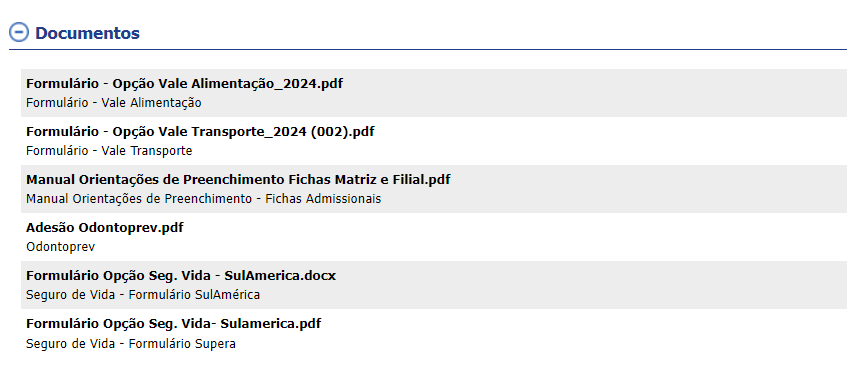 Documentos
Formulário - Opção Vale Alimentação_2024.pdf
Formulário - Vale Alimentação
Formulário - Opção Vale Transporte_2024 (002).pdf
Formulário - Vale Transporte
Manual Orientações de Preenchimento Fichas Matriz e Filial.pdf
Manual Orientações de Preenchimento - Fichas Admissionais
Adesão Odontoprev.pdf
Odontoprev
Formulário Opção Seg. Vida - SulAmerica.docx
Seguro de Vida - Formulário SulAmérica
Formulário Opção Seg. Vida- Sulamerica.pdf
Seguro de Vida - Formulário Supera